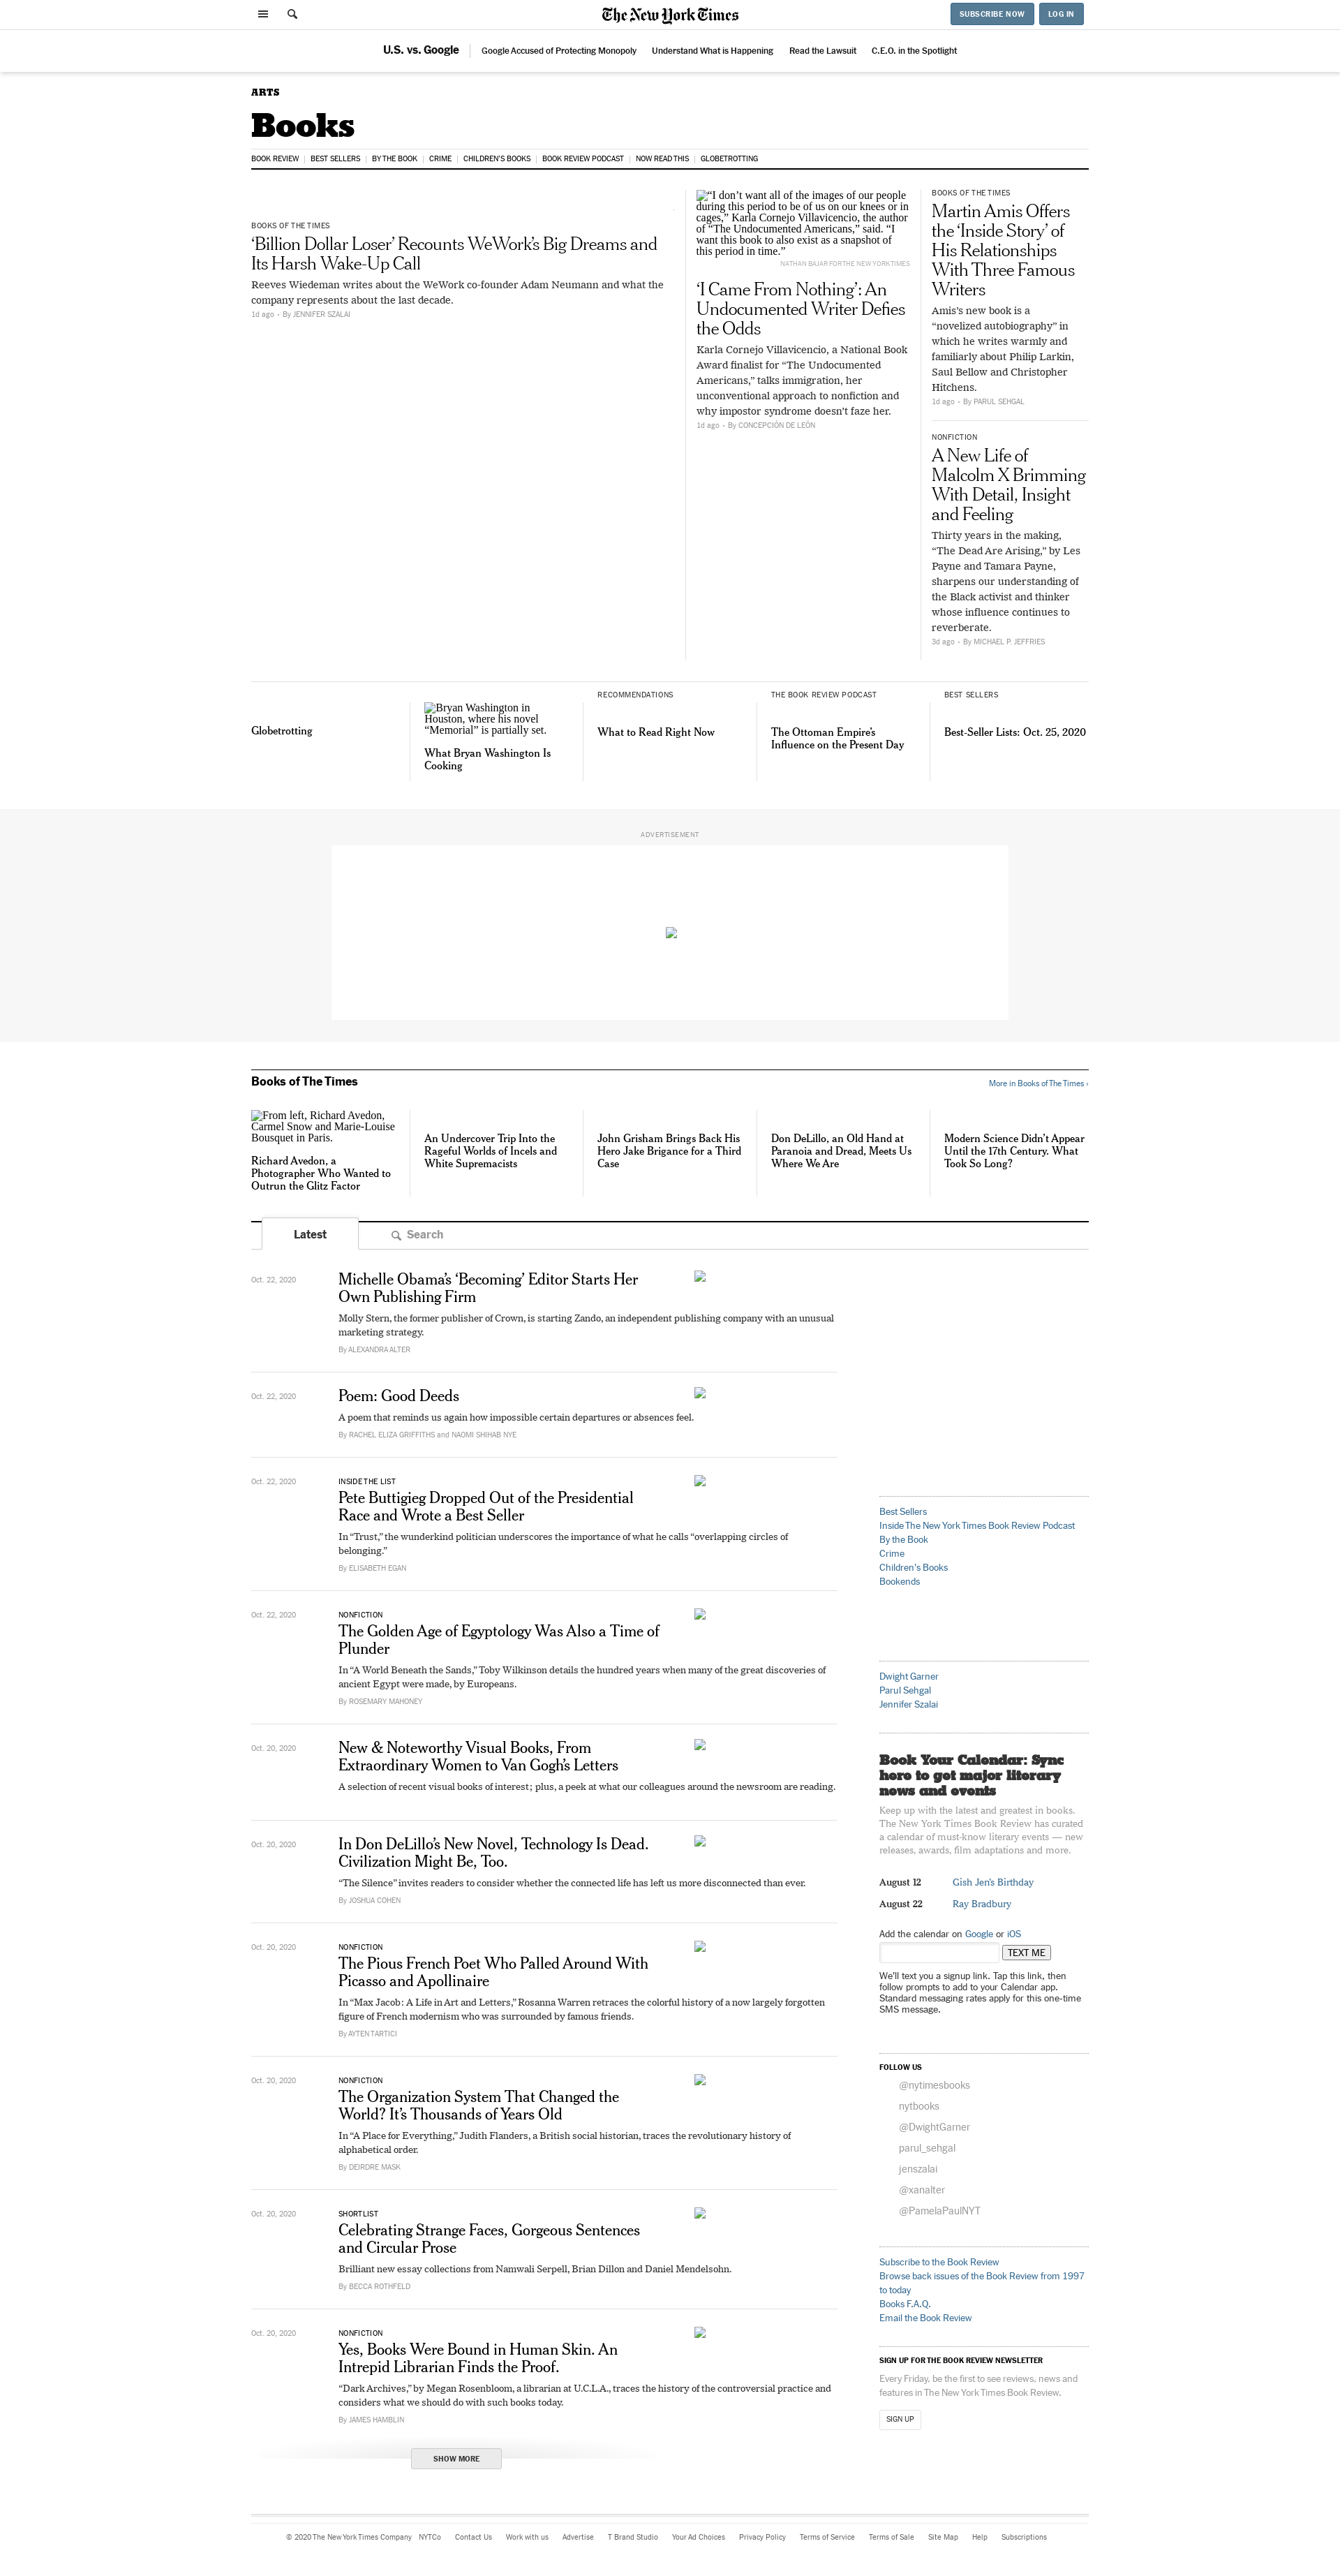 The New York Times
SUBSCRIBE NOW
LOG IN
U.S. vs. Google
Google Accused of Protecting Monopoly
Understand What is Happening
Read the Lawsuit
C.E.O. in the Spotlight
ARTS
Books
BOOK REVIEW
BEST SELLERS
BY THE BOOK
CRIME
CHILDREN'S BOOKS
BOOK REVIEW PODCAST
NOW READ THIS
GLOBETROTTING
BOOKS OF THE TIMES
‘Billion Dollar Loser’ Recounts WeWork’s Big Dreams and
Its Harsh Wake-Up Call
Reeves Wiedeman writes about the WeWork co-founder Adam Neumann and what the
company represents about the last decade.
1d ago • By JENNIFER SZALAI
“I don’t want all of the images of our people
during this period to be of us on our knees or in
cages,” Karla Cornejo Villavicencio, the author
of “The Undocumented Americans,” said. “I
want this book to also exist as a snapshot of
this period in time.”
NATHAN BAJAR FOR THE NEW YORK TIMES
‘I Came From Nothing’: An
Undocumented Writer Defies
the Odds
Karla Cornejo Villavicencio, a National Book
Award finalist for “The Undocumented
Americans,” talks immigration, her
unconventional approach to nonfiction and
why impostor syndrome doesn’t faze her.
1d ago • By CONCEPCIÓN DE LEÓN
BOOKS OF THE TIMES
Martin Amis Offers
the ‘Inside Story’ of
His Relationships
With Three Famous
Writers
Amis’s new book is a
“novelized autobiography” in
which he writes warmly and
familiarly about Philip Larkin,
Saul Bellow and Christopher
Hitchens.
1d ago • By PARUL SEHGAL
NONFICTION
A New Life of
Malcolm X Brimming
With Detail, Insight
and Feeling
Thirty years in the making,
“The Dead Are Arising,” by Les
Payne and Tamara Payne,
sharpens our understanding of
the Black activist and thinker
whose influence continues to
reverberate.
3d ago • By MICHAEL P. JEFFRIES
Globetrotting
Bryan Washington in
Houston, where his novel
“Memorial” is partially set.
What Bryan Washington Is
Cooking
RECOMMENDATIONS
What to Read Right Now
THE BOOK REVIEW PODCAST
The Ottoman Empire’s
Influence on the Present Day
BEST SELLERS
Best-Seller Lists: Oct. 25, 2020
ADVERTISEMENT
Books of The Times
More in Books of The Times ›
From left, Richard Avedon,
Carmel Snow and Marie-Louise
Bousquet in Paris.
Richard Avedon, a
Photographer Who Wanted to
Outrun the Glitz Factor
An Undercover Trip Into the
Rageful Worlds of Incels and
White Supremacists
John Grisham Brings Back His
Hero Jake Brigance for a Third
Case
Don DeLillo, an Old Hand at
Paranoia and Dread, Meets Us
Where We Are
Modern Science Didn’t Appear
Until the 17th Century. What
Took So Long?
Latest
Search
Oct. 22, 2020
Michelle Obama’s ‘Becoming’ Editor Starts Her
Own Publishing Firm
Molly Stern, the former publisher of Crown, is starting Zando, an independent publishing company with an unusual
marketing strategy.
By ALEXANDRA ALTER
Oct. 22, 2020
Poem: Good Deeds
A poem that reminds us again how impossible certain departures or absences feel.
By RACHEL ELIZA GRIFFITHS and NAOMI SHIHAB NYE
Oct. 22, 2020
INSIDE THE LIST
Pete Buttigieg Dropped Out of the Presidential
Race and Wrote a Best Seller
In “Trust,” the wunderkind politician underscores the importance of what he calls “overlapping circles of
belonging.”
By ELISABETH EGAN
Oct. 22, 2020
NONFICTION
The Golden Age of Egyptology Was Also a Time of
Plunder
In “A World Beneath the Sands,” Toby Wilkinson details the hundred years when many of the great discoveries of
ancient Egypt were made, by Europeans.
By ROSEMARY MAHONEY
Oct. 20, 2020
New & Noteworthy Visual Books, From
Extraordinary Women to Van Gogh’s Letters
A selection of recent visual books of interest; plus, a peek at what our colleagues around the newsroom are reading.
Oct. 20, 2020
In Don DeLillo’s New Novel, Technology Is Dead.
Civilization Might Be, Too.
“The Silence” invites readers to consider whether the connected life has left us more disconnected than ever.
By JOSHUA COHEN
Oct. 20, 2020
NONFICTION
The Pious French Poet Who Palled Around With
Picasso and Apollinaire
In “Max Jacob: A Life in Art and Letters,” Rosanna Warren retraces the colorful history of a now largely forgotten
figure of French modernism who was surrounded by famous friends.
By AYTEN TARTICI
Oct. 20, 2020
NONFICTION
The Organization System That Changed the
World? It’s Thousands of Years Old
In “A Place for Everything,” Judith Flanders, a British social historian, traces the revolutionary history of
alphabetical order.
By DEIRDRE MASK
Oct. 20, 2020
SHORTLIST
Celebrating Strange Faces, Gorgeous Sentences
and Circular Prose
Brilliant new essay collections from Namwali Serpell, Brian Dillon and Daniel Mendelsohn.
By BECCA ROTHFELD
Oct. 20, 2020
NONFICTION
Yes, Books Were Bound in Human Skin. An
Intrepid Librarian Finds the Proof.
“Dark Archives,” by Megan Rosenbloom, a librarian at U.C.L.A., traces the history of the controversial practice and
considers what we should do with such books today.
By JAMES HAMBLIN
SHOW MORE
Best Sellers
Inside The New York Times Book Review Podcast
By the Book
Crime
Children’s Books
Bookends
Dwight Garner
Parul Sehgal
Jennifer Szalai
Book Your Calendar: Sync
here to get major literary
news and events
Keep up with the latest and greatest in books.
The New York Times Book Review has curated
a calendar of must-know literary events — new
releases, awards, film adaptations and more.
August 12 Gish Jen’s Birthday
August 22 Ray Bradbury
Add the calendar on Google or iOS
TEXT ME
We’ll text you a signup link. Tap this link, then
follow prompts to add to your Calendar app.
Standard messaging rates apply for this one-time
SMS message.
FOLLOW US
@nytimesbooks
nytbooks
@DwightGarner
parul_sehgal
jenszalai
@xanalter
@PamelaPaulNYT
Subscribe to the Book Review
Browse back issues of the Book Review from 1997
to today
Books F.A.Q.
Email the Book Review
SIGN UP FOR THE BOOK REVIEW NEWSLETTER
Every Friday, be the first to see reviews, news and
features in The New York Times Book Review.
SIGN UP
© 2020 The New York Times Company
NYTCo
Contact Us
Work with us
Advertise
T Brand Studio
Your Ad Choices
Privacy Policy
Terms of Service
Terms of Sale
Site Map
Help
Subscriptions